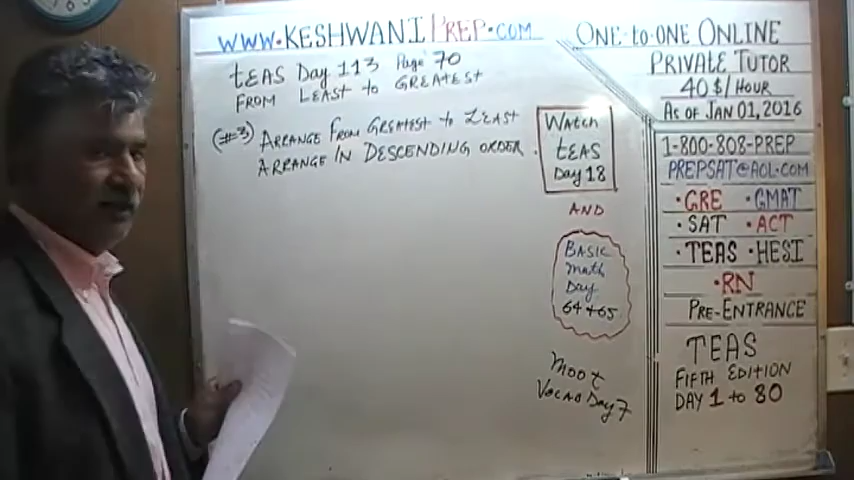 WWW.KESHWANIPREP.COM
TEAS Day 113 Page 70
FROM LEAST to GREATEST
(#3) ARRANGE FROM GREATEST to LEAST
ARRANGE IN DESCENDING ORDER.
Watch
TEAS
Day 18
AND
BASIC
Math
Day
64+65
MOOT
VOCAB Day 7
ONE-to-ONE ONLINE
PRIVATE TUTOR
40$/HOUR
AS OF JAN 01, 2016
1-800-808-PREP
PREPSAT@AOL.COM
•GRE •GMAT
•SAT •ACT
•TEAS •HESI
•RN
PRE-ENTRANCE
TEAS
FIFTH EDITION
DAY 1 to 80